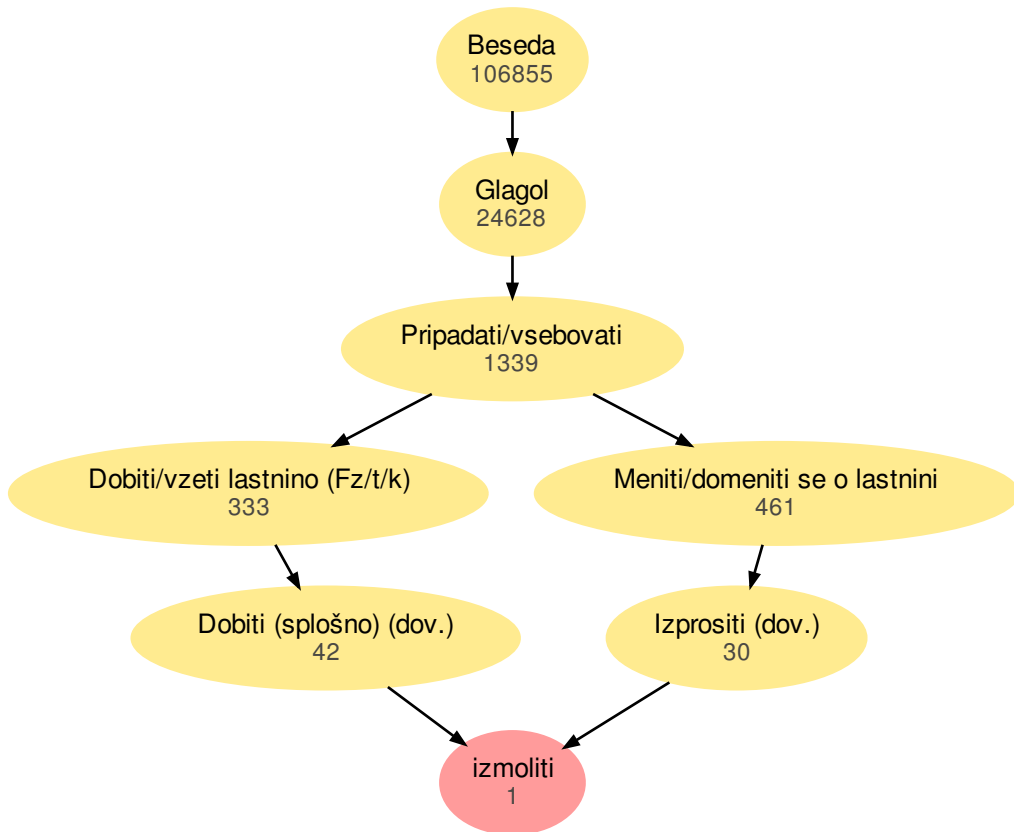 Beseda
106855
Glagol
24628
Pripadati/vsebovati
1339
Dobiti/vzeti lastnino (Fz/t/k)
333
Meniti/domeniti se o lastnini
461
Dobiti (splošno) (dov.)
42
Izprositi (dov.)
30
izmoliti
1